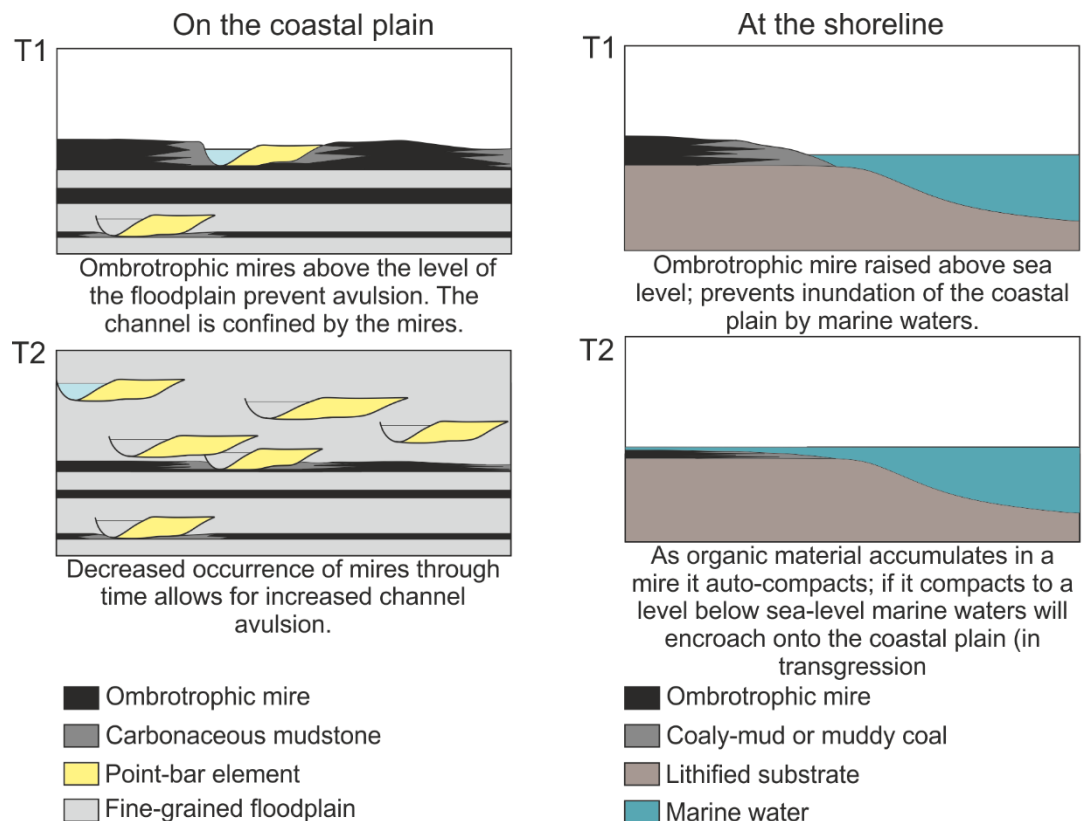 On the coastal plain
T1
Ombrotrophic mires above the level of
the floodplain prevent avulsion. The
channel is confined by the mires.
T2
Decreased occurrence of mires through
time allows for increased channel
avulsion.
Ombrotrophic mire
Carbonaceous mudstone
Point-bar element
Fine-grained floodplain
At the shoreline
T1
Ombrotrophic mire raised above sea
level; prevents inundation of the coastal
plain by marine waters.
T2
As organic material accumulates in a
mire it auto-compacts; if it compacts to a
level below sea-level marine waters will
encroach onto the coastal plain (in
transgression
Ombrotrophic mire
Coaly-mud or muddy coal
Lithified substrate
Marine water